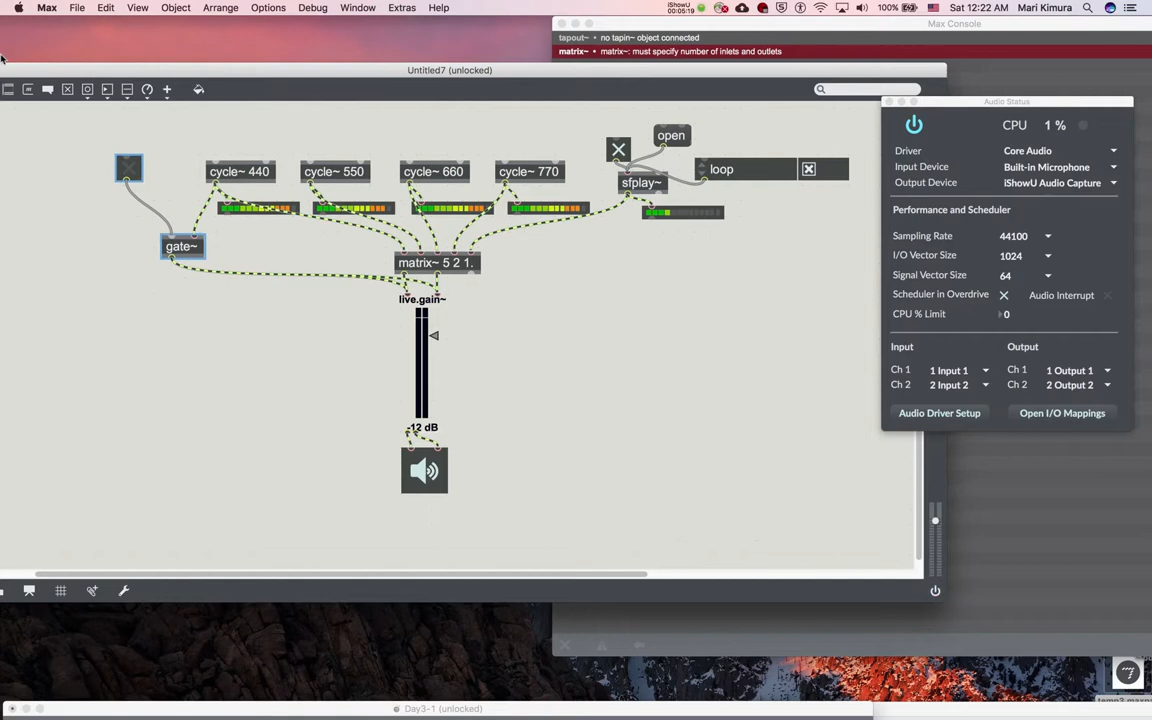 Max File Edit View Object Arrange Options Debug Window Extras Help
iShowU
00:05:19
100%
Sat 12:22 AM Mari Kimura
Max Console
tapout~ • no tapin~ object connected
matrix~ • matrix~: must specify number of inlets and outlets
Untitled7 (unlocked)
open
cycle~ 440
cycle~ 550
cycle~ 660
cycle~ 770
sfplay~
loop
gate~
matrix~ 5 2 1.
live.gain~
-12 dB
Audio Status
CPU 1 %
Driver Core Audio
Input Device Built-in Microphone
Output Device iShowU Audio Capture
Performance and Scheduler
Sampling Rate 44100
I/O Vector Size 1024
Signal Vector Size 64
Scheduler in Overdrive Audio Interrupt
CPU % Limit 0
Input Output
Ch 1 1 Input 1 Ch 1 1 Output 1
Ch 2 2 Input 2 Ch 2 2 Output 2
Audio Driver Setup Open I/O Mappings
Day3-1 (unlocked)